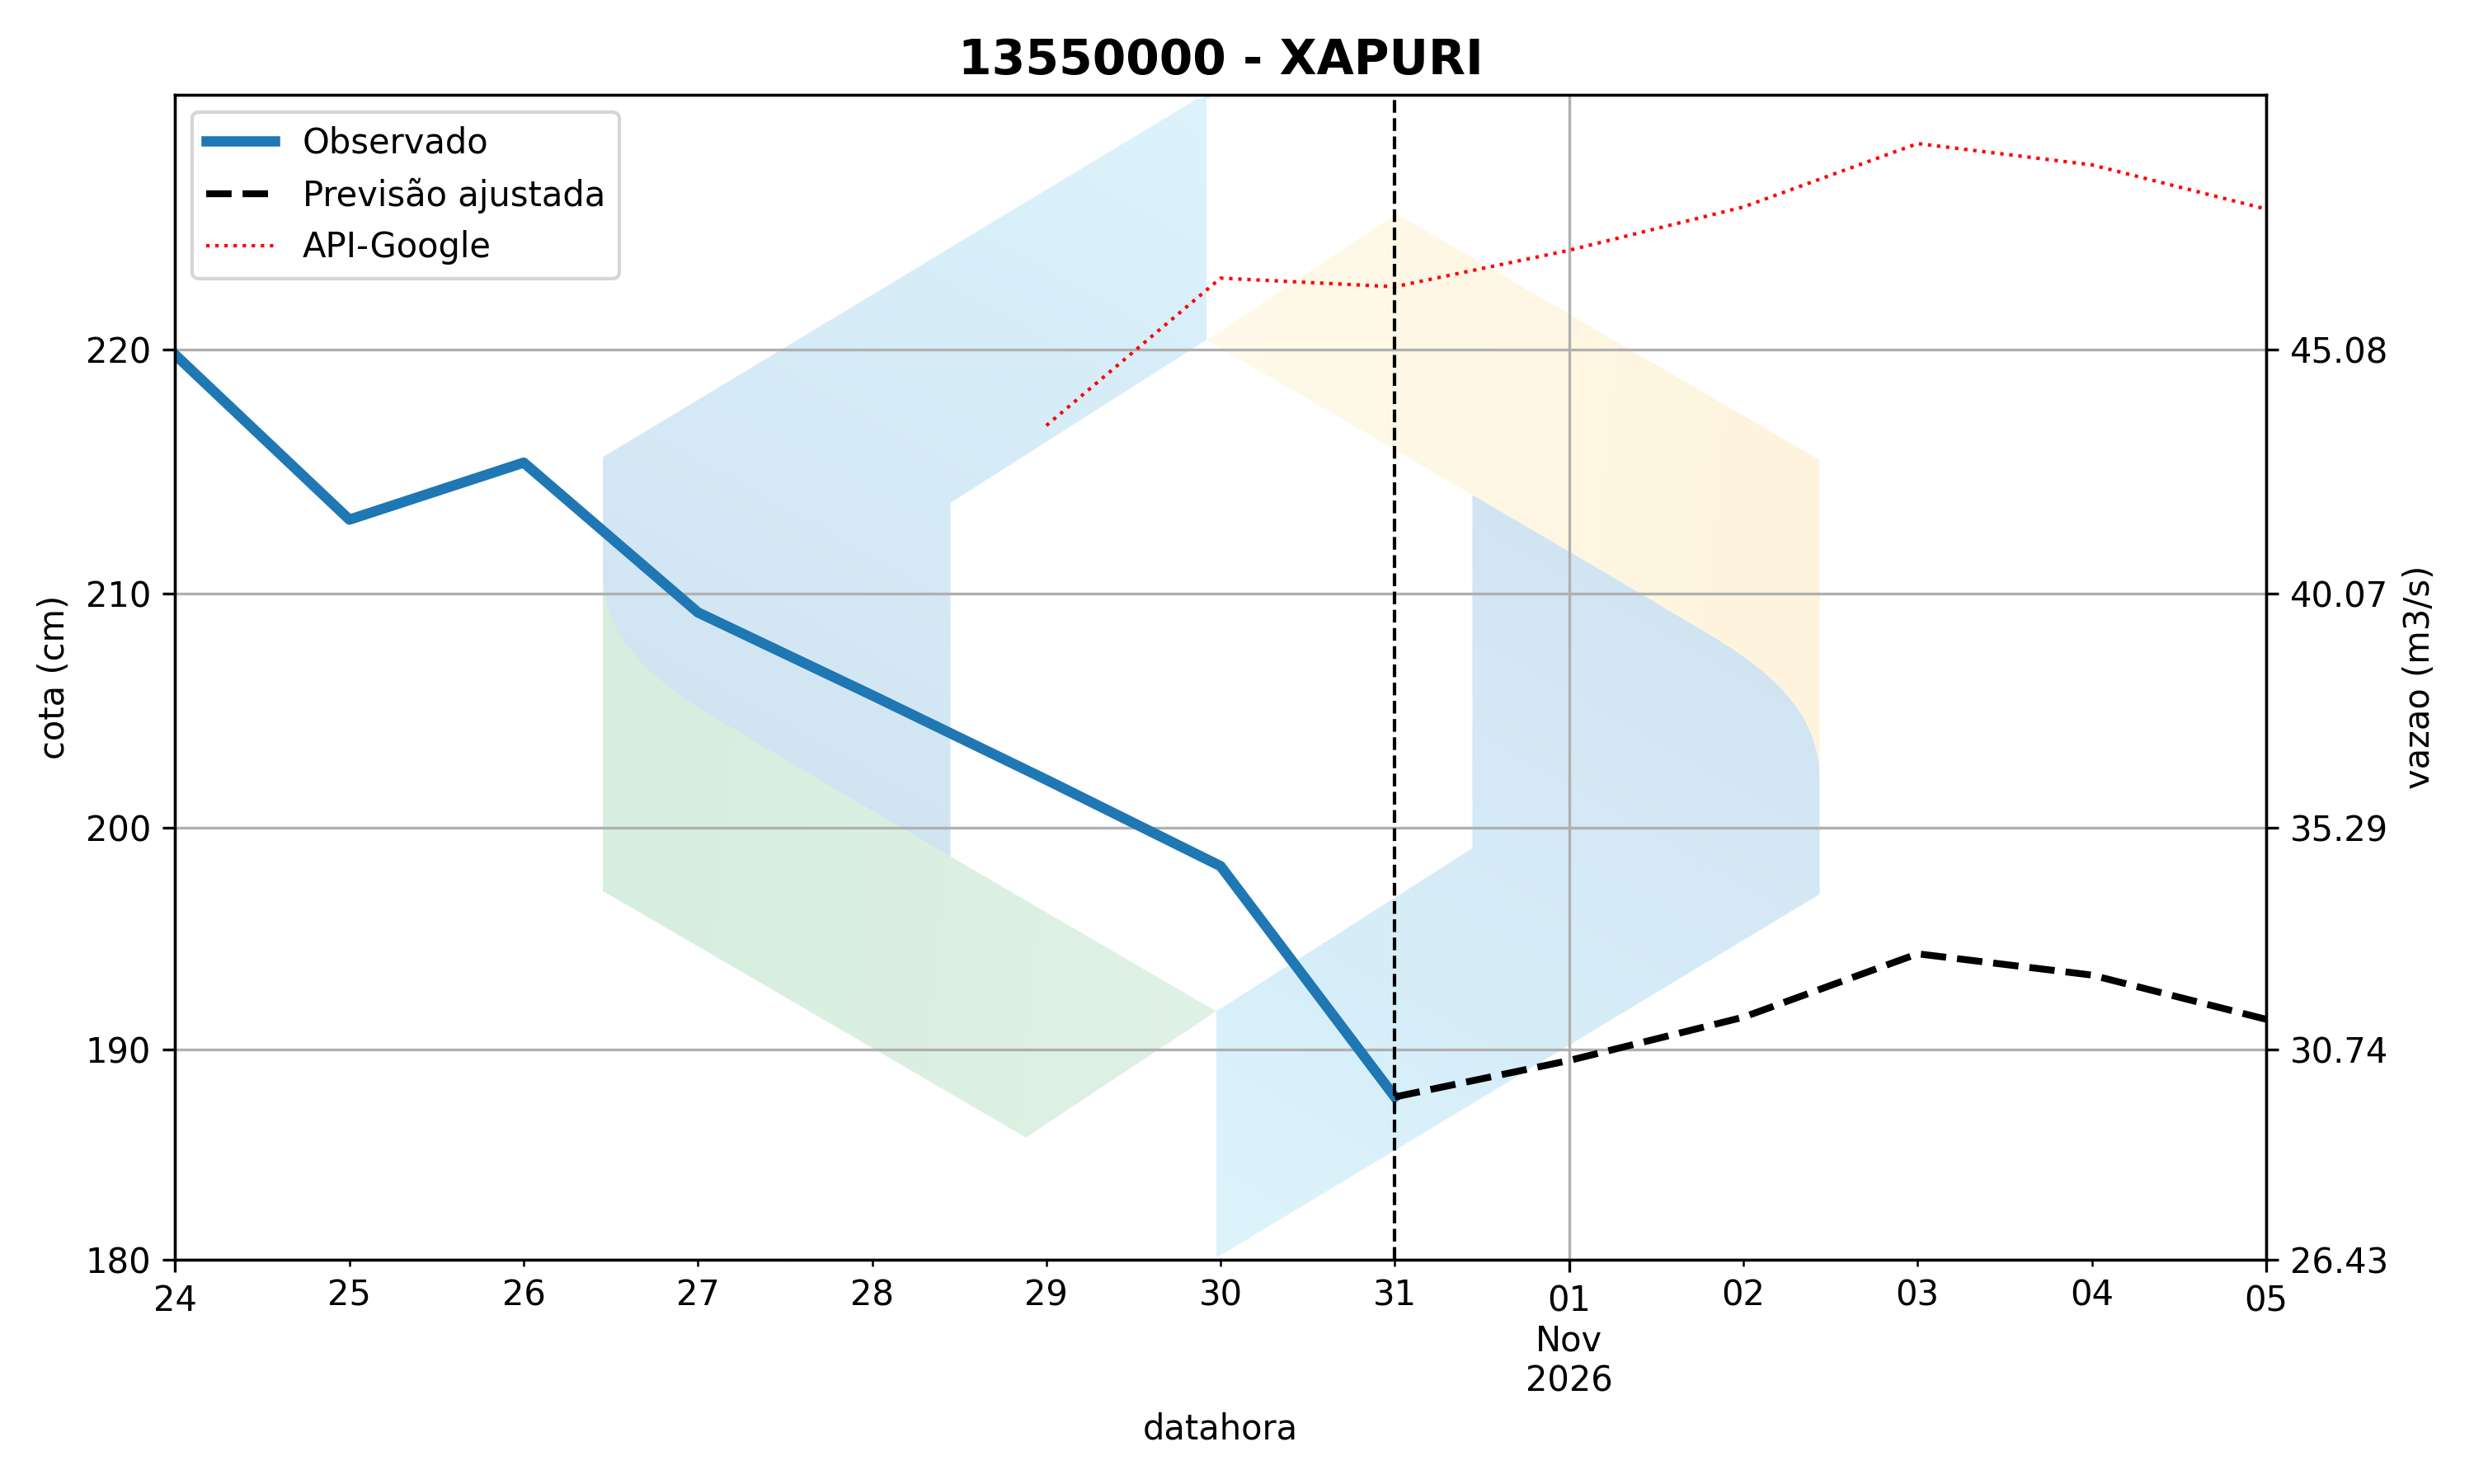 13550000 - XAPURI
Observado
Previsão ajustada
API-Google
220
210
200
190
180
cota (cm)
45.08
40.07
35.29
30.74
26.43
vazao (m3/s)
24 25 26 27 28 29 30 31 01 02 03 04 05
Nov
2026
datahora